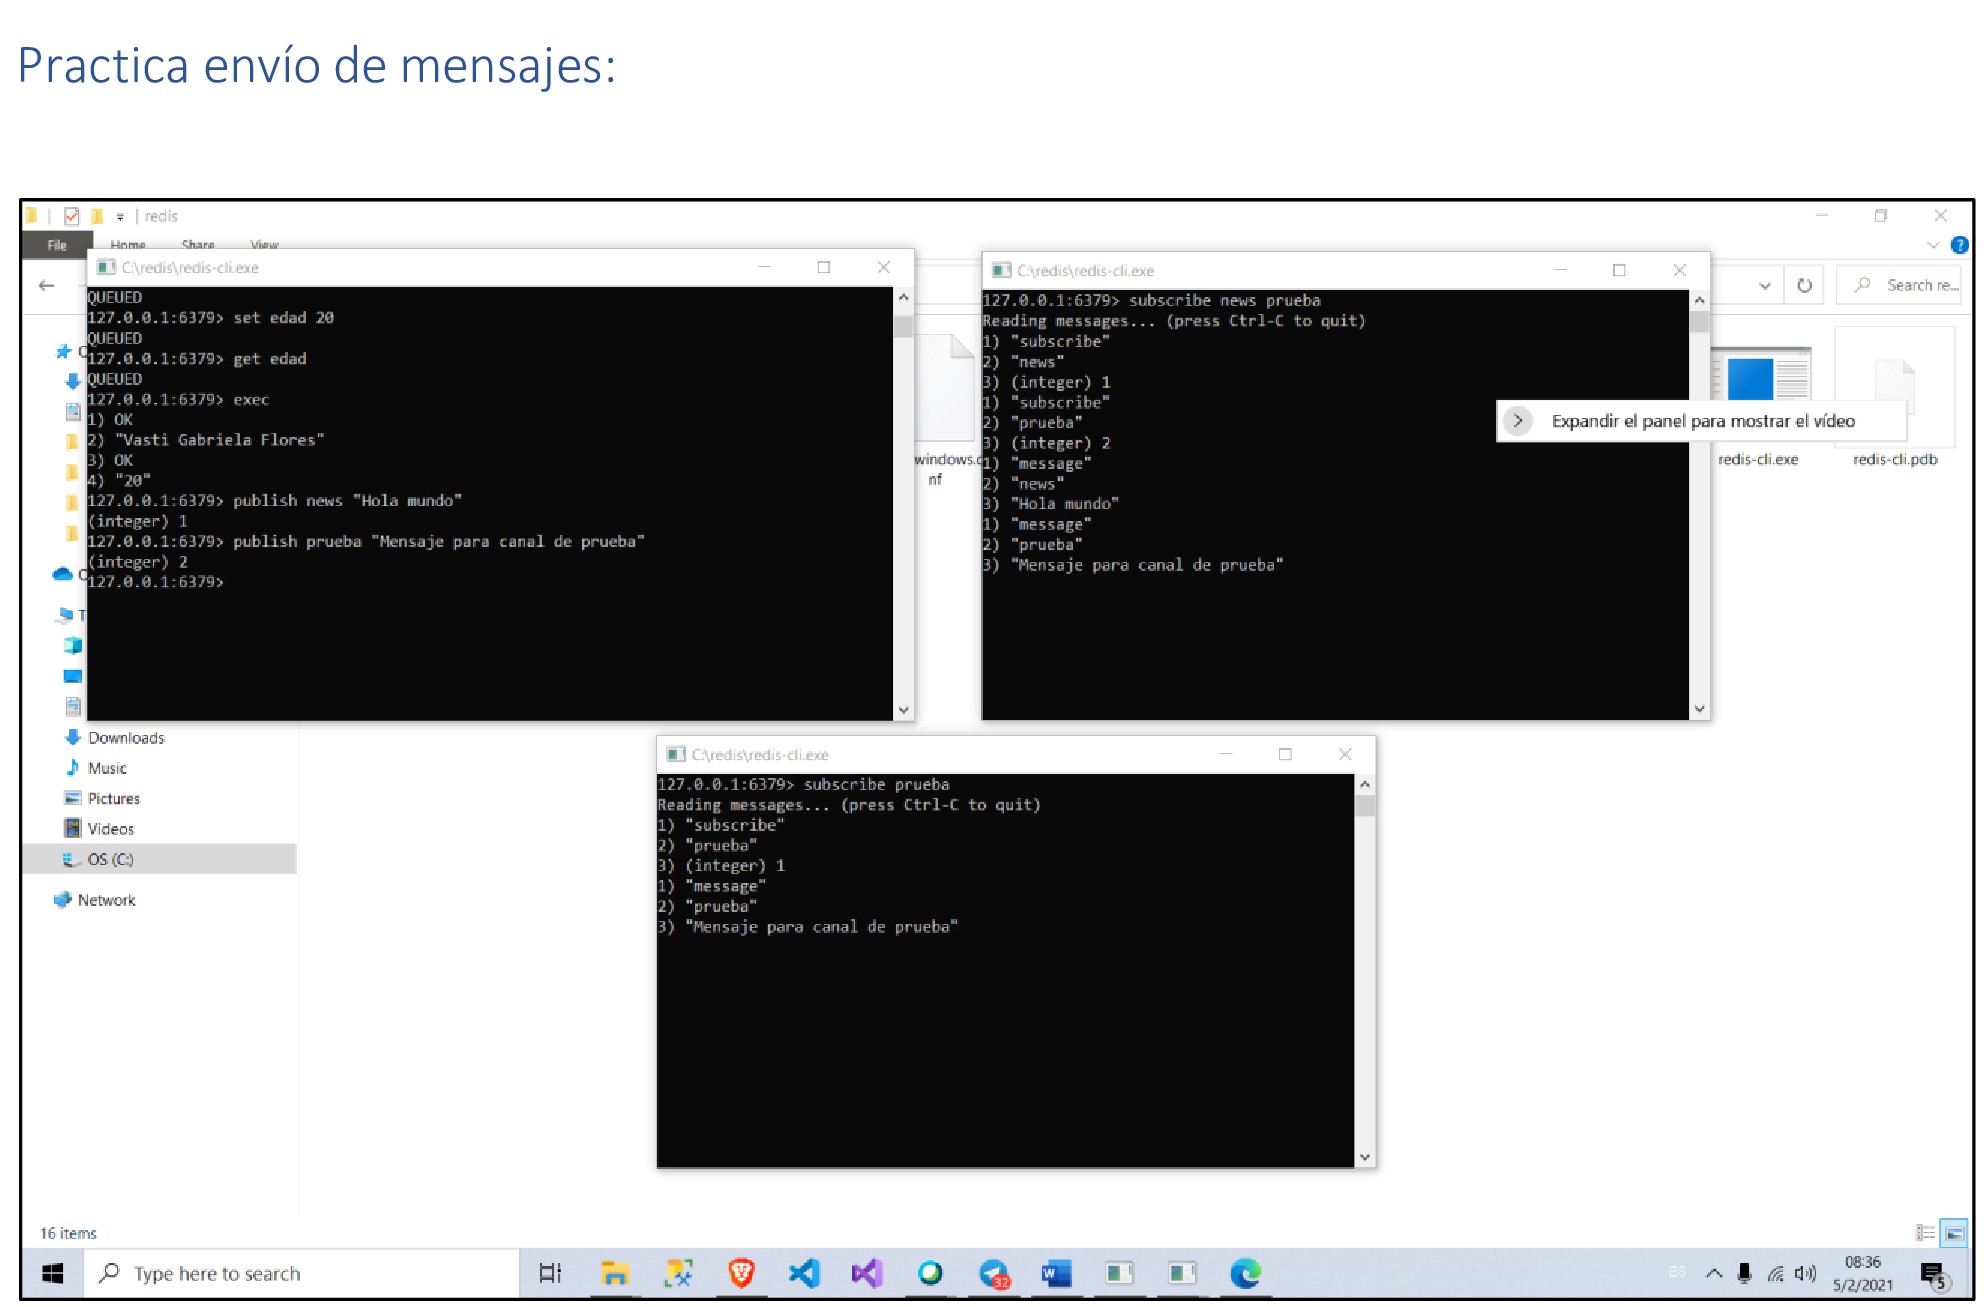 Practica envío de mensajes:
redis
File Home Share View
C:\redis\redis-cli.exe
QUEUED
127.0.0.1:6379> set edad 20
QUEUED
127.0.0.1:6379> get edad
QUEUED
127.0.0.1:6379> exec
1) OK
2) "Vasti Gabriela Flores"
3) OK
4) "20"
127.0.0.1:6379> publish news "Hola mundo"
(integer) 1
127.0.0.1:6379> publish prueba "Mensaje para canal de prueba"
(integer) 2
127.0.0.1:6379>
C:\redis\redis-cli.exe
127.0.0.1:6379> subscribe news prueba
Reading messages... (press Ctrl-C to quit)
1) "subscribe"
2) "news"
3) (integer) 1
1) "subscribe"
2) "prueba"
3) (integer) 2
1) "message"
2) "news"
3) "Hola mundo"
1) "message"
2) "prueba"
3) "Mensaje para canal de prueba"
Search re...
Expandir el panel para mostrar el vídeo
windows.c
nf
redis-cli.exe
redis-cli.pdb
C:\redis\redis-cli.exe
127.0.0.1:6379> subscribe prueba
Reading messages... (press Ctrl-C to quit)
1) "subscribe"
2) "prueba"
3) (integer) 1
1) "message"
2) "prueba"
3) "Mensaje para canal de prueba"
Downloads
Music
Pictures
Videos
OS (C:)
Network
16 items
Type here to search
32
ES
08:36
5/2/2021
5